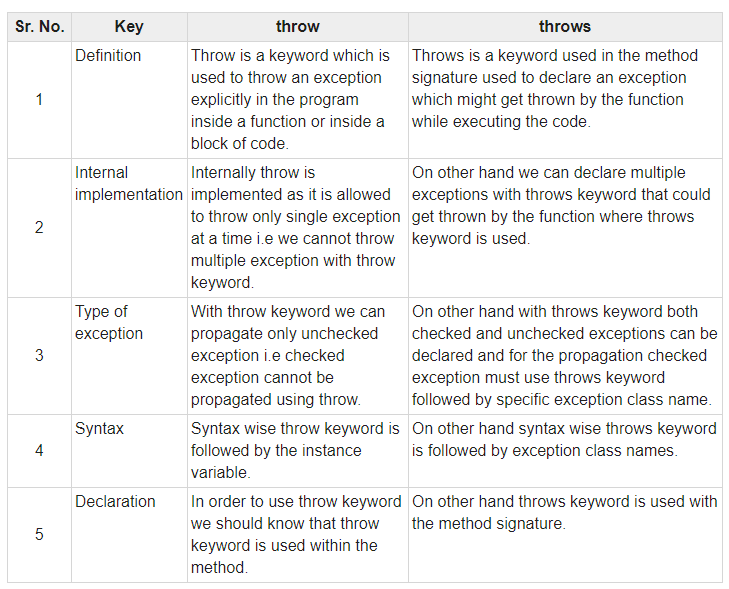 Sr. No. Key throw throws
1
Definition
Throw is a keyword which is
used to throw an exception
explicitly in the program
inside a function or inside a
block of code.
Throws is a keyword used in the method
signature used to declare an exception
which might get thrown by the function
while executing the code.
2
Internal
implementation
Internally throw is
implemented as it is allowed
to throw only single exception
at a time i.e we cannot throw
multiple exception with throw
keyword.
On other hand we can declare multiple
exceptions with throws keyword that could
get thrown by the function where throws
keyword is used.
3
Type of
exception
With throw keyword we can
propagate only unchecked
exception i.e checked
exception cannot be
propagated using throw.
On other hand with throws keyword both
checked and unchecked exceptions can be
declared and for the propagation checked
exception must use throws keyword
followed by specific exception class name.
4
Syntax
Syntax wise throw keyword is
followed by the instance
variable.
On other hand syntax wise throws keyword
is followed by exception class names.
5
Declaration
In order to use throw keyword
we should know that throw
keyword is used within the
method.
On other hand throws keyword is used with
the method signature.